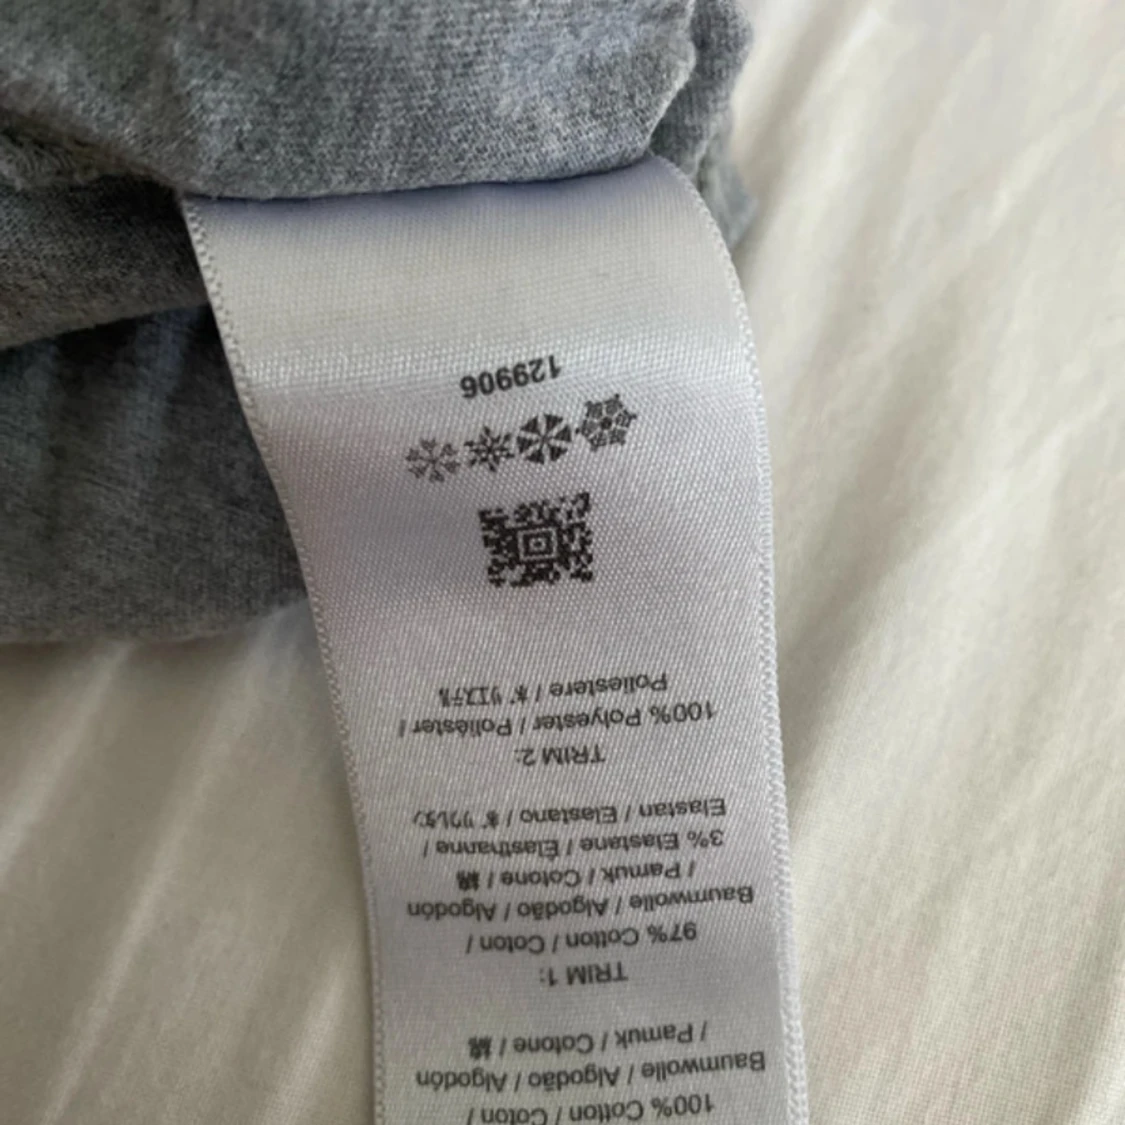 100% Cotton / Coton /
Baumwolle / Algodão / Algodón
/ Pamuk / Cotone / 綿
TRIM 1:
97% Cotton / Coton /
Baumwolle / Algodão / Algodón
/ Pamuk / Cotone / 綿
3% Elastane / Élasthanne /
Elastan / Elastano / ポリウレタン
TRIM 2:
100% Polyester / Poliéster /
Poliestere / ポリエステル
129906